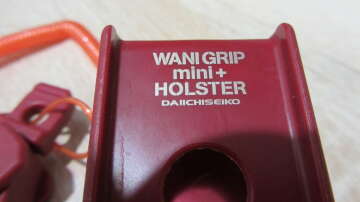 WANI GRIP
mini+
HOLSTER
DAIICHISEIKO